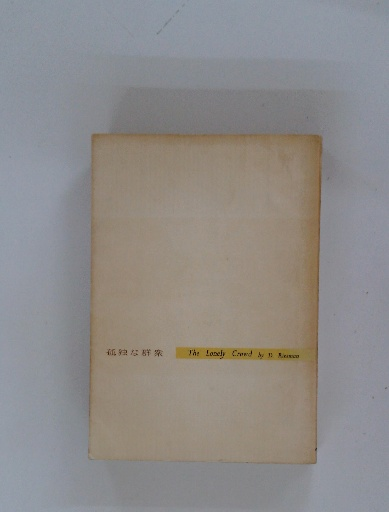 孤独な群衆 The Lonely Crowd by D. Riesman